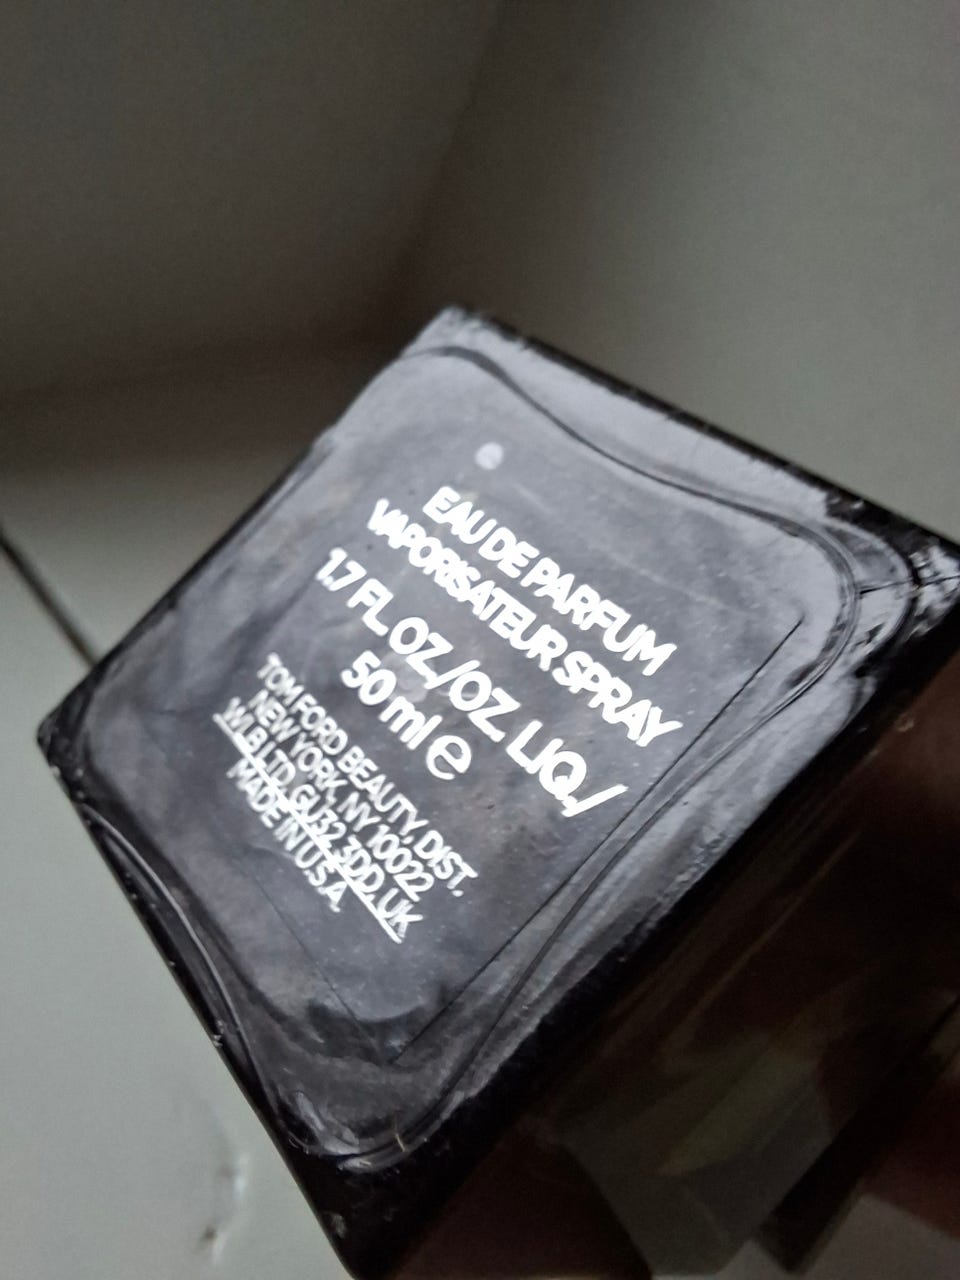 EAU DE PARFUM
VAPORISATEUR SPRAY
1.7 FL OZ/OZ LIQ./
50 ml e
TOM FORD BEAUTY, DIST.
NEW YORK, NY 10022
WLB LTD, GU32 3DD, UK
MADE IN U.S.A.